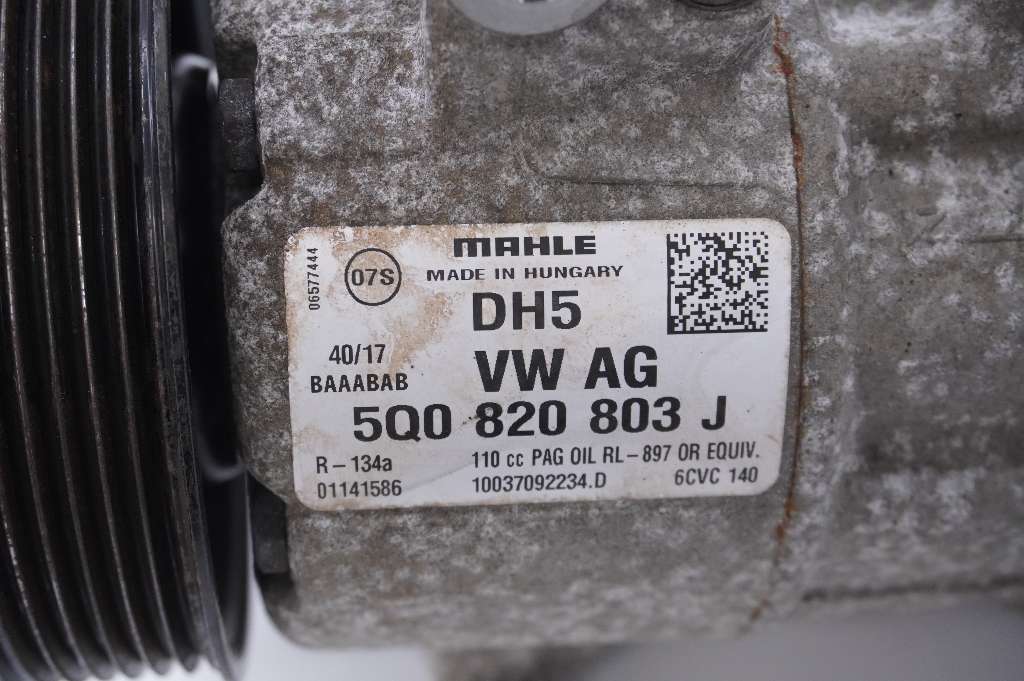 MAHLE
MADE IN HUNGARY
06577444
07S
DH5
40/17
VW AG
BAAABAB
5Q0 820 803 J
R-134a 110 cc PAG OIL RL-897 OR EQUIV.
01141586 10037092234.D 6CVC 140